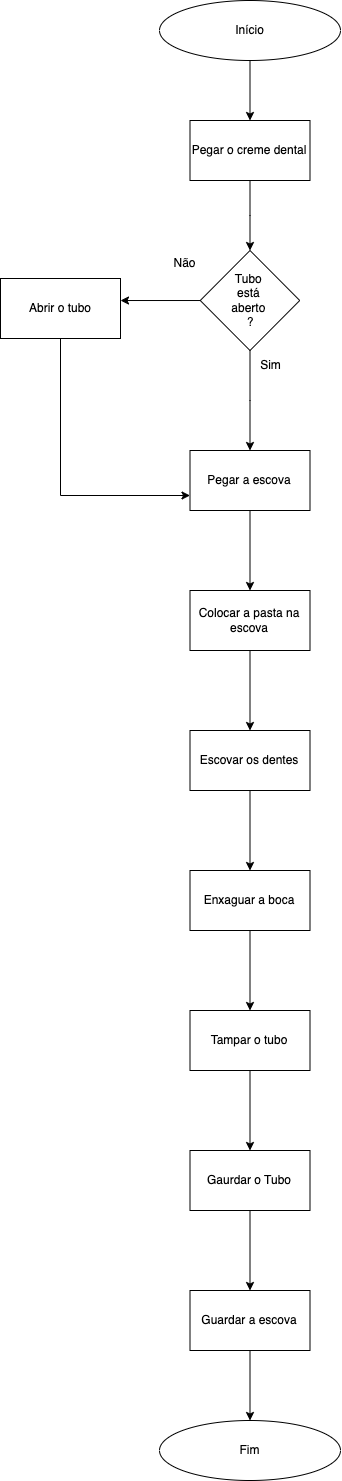 Início
Pegar o creme dental
Não
Tubo
está
aberto
?
Abrir o tubo
Sim
Pegar a escova
Colocar a pasta na
escova
Escovar os dentes
Enxaguar a boca
Tampar o tubo
Gaurdar o Tubo
Guardar a escova
Fim